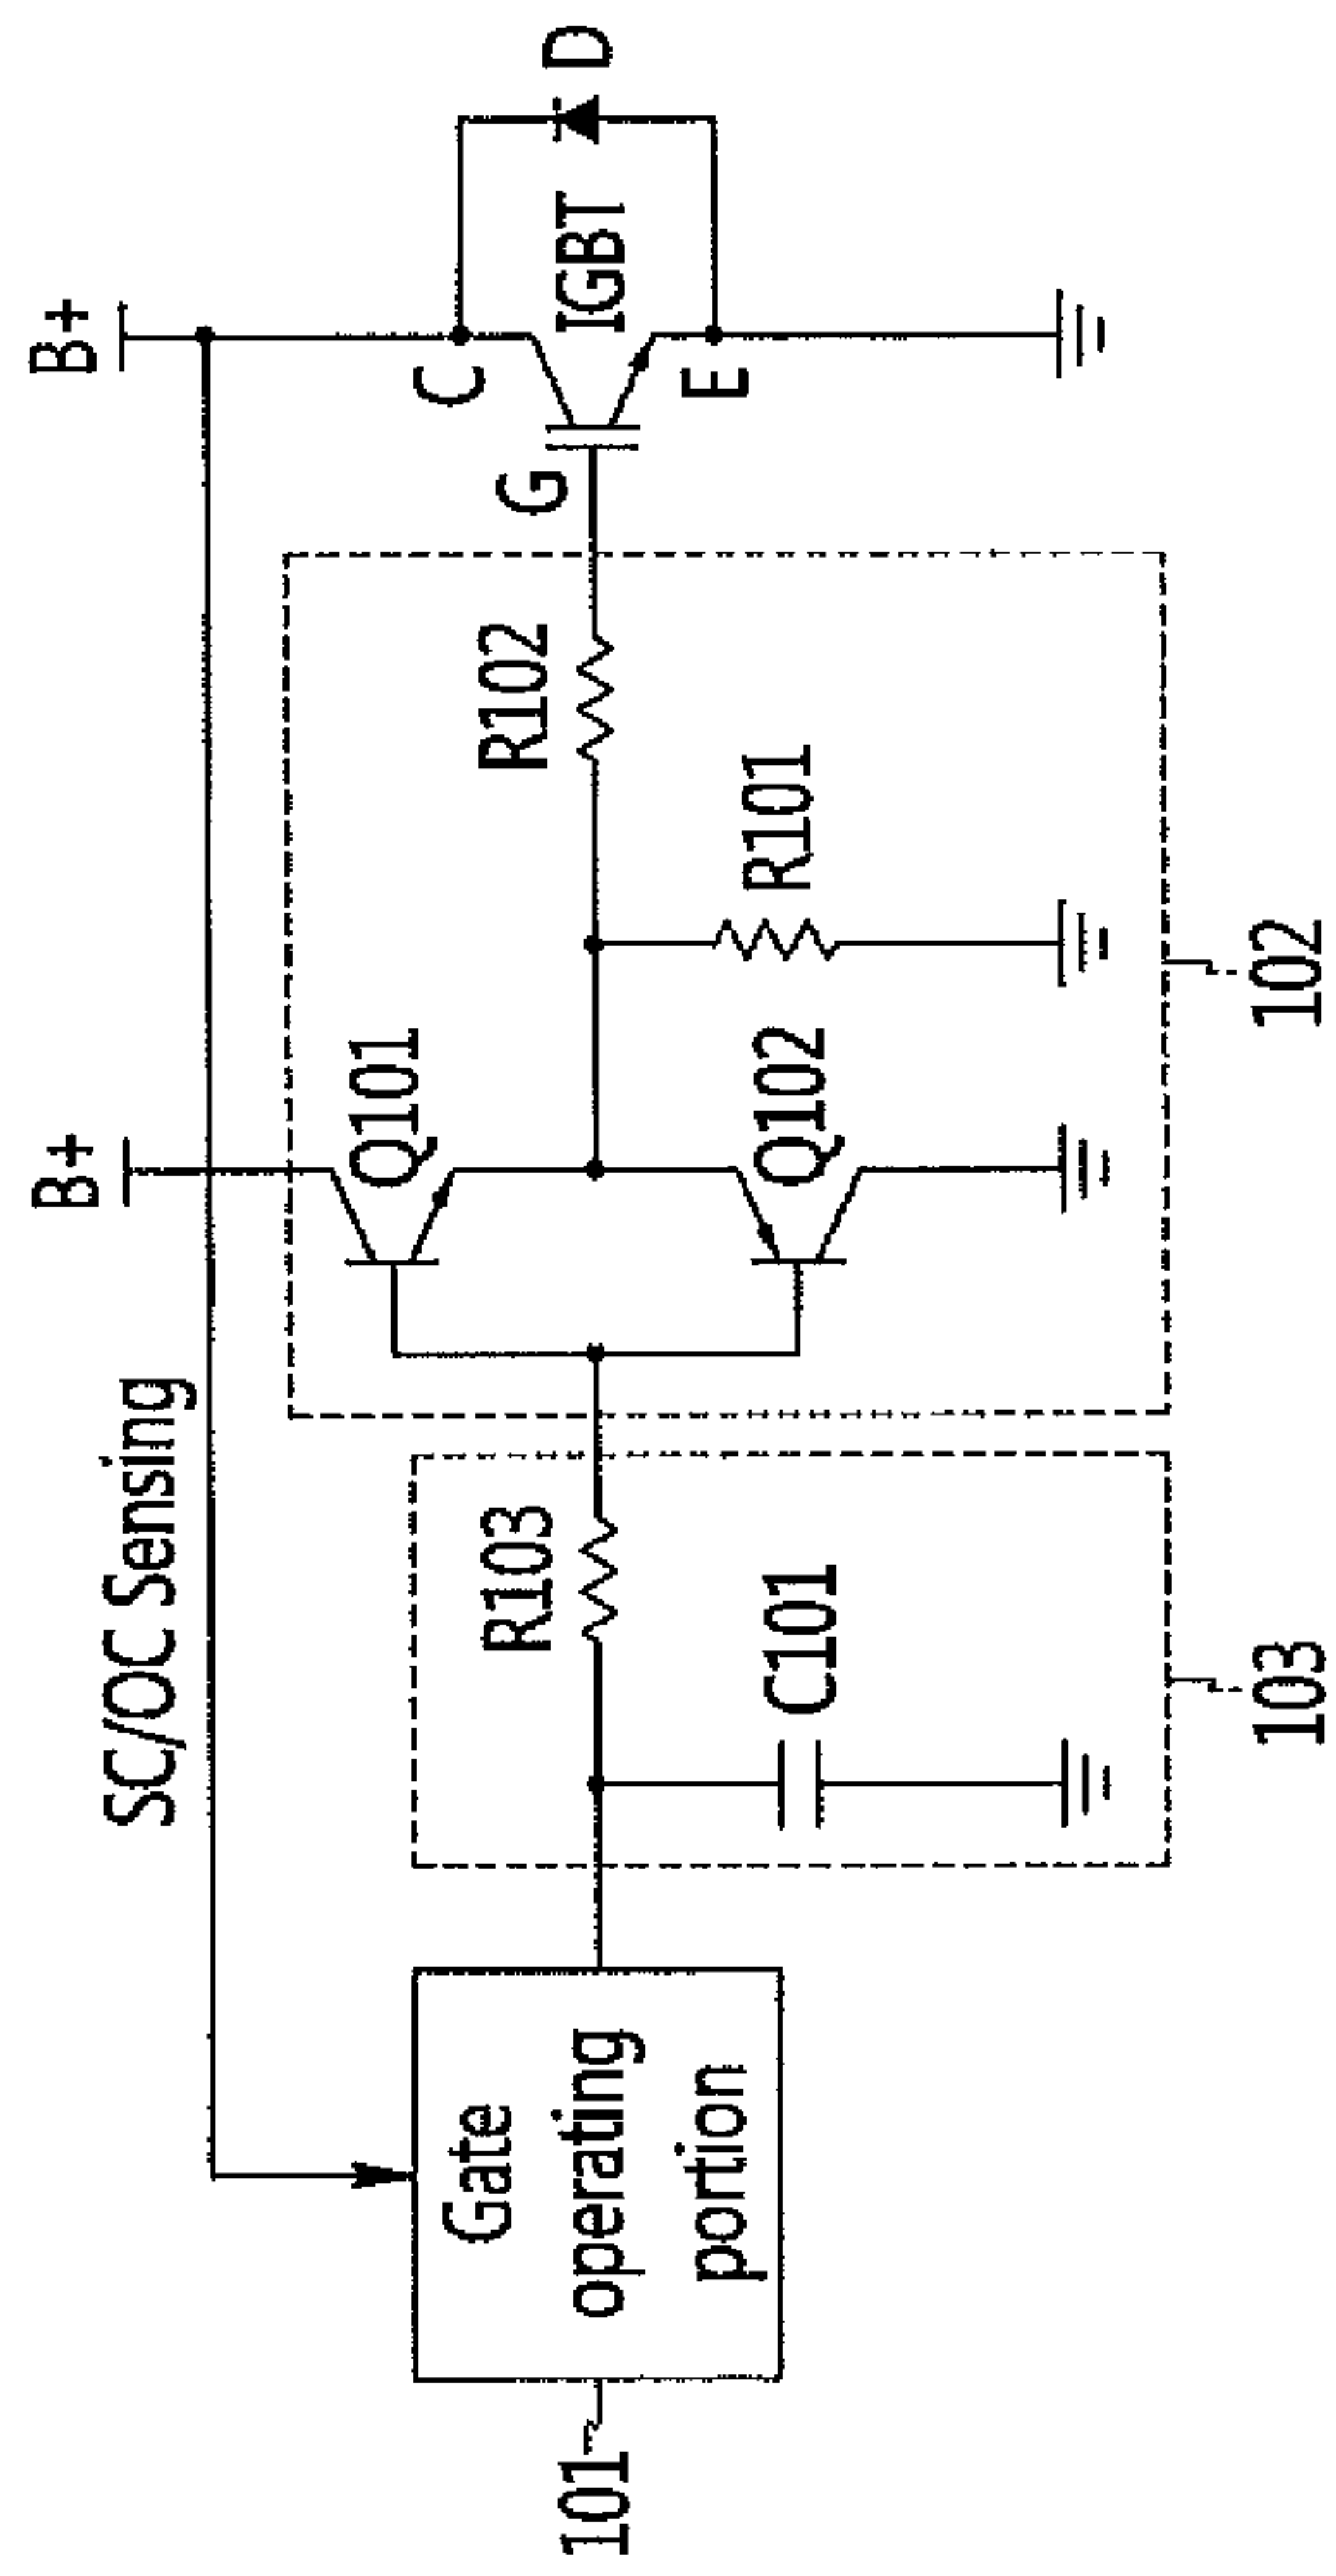 SC/OC Sensing
B+
B+
Gate
operating
portion
101
R103
C101
103
Q101
Q102
R102
R101
102
G
C
E
IGBT
D